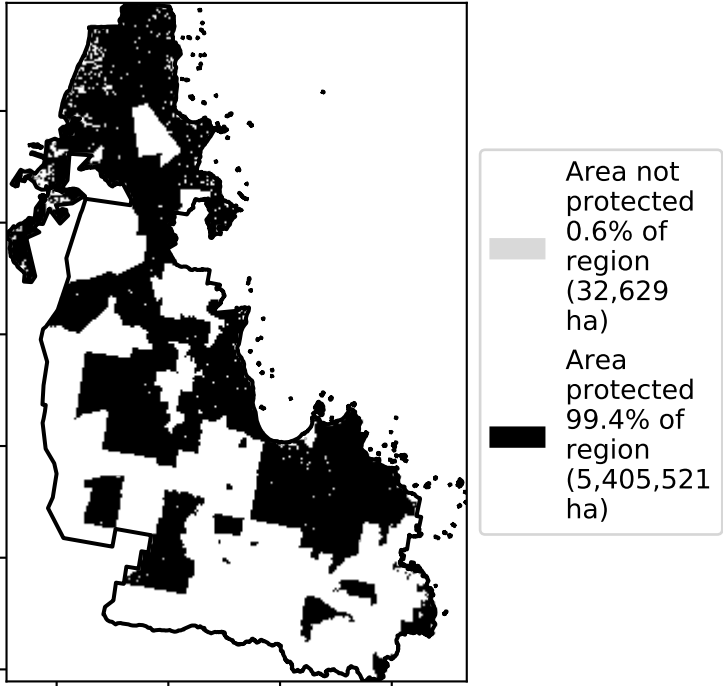 Area not
protected
0.6% of
region
(32,629
ha)
Area
protected
99.4% of
region
(5,405,521
ha)